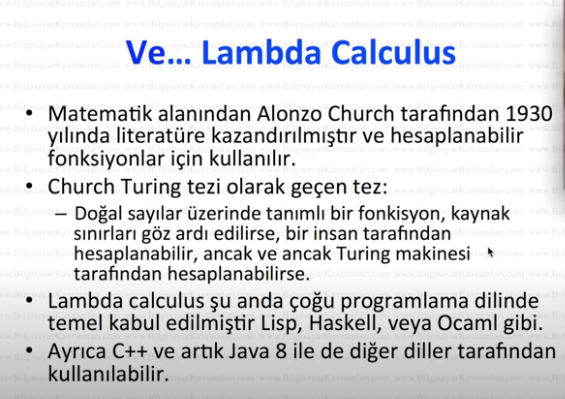 Ve... Lambda Calculus
• Matematik alanından Alonzo Church tarafından 1930
yılında literatüre kazandırılmıştır ve hesaplanabilir
fonksiyonlar için kullanılır.
• Church Turing tezi olarak geçen tez:
– Doğal sayılar üzerinde tanımlı bir fonkisyon, kaynak
sınırları göz ardı edilirse, bir insan tarafından
hesaplanabilir, ancak ve ancak Turing makinesi
tarafından hesaplanabilirse.
• Lambda calculus şu anda çoğu programlama dilinde
temel kabul edilmiştir Lisp, Haskell, veya Ocaml gibi.
• Ayrıca C++ ve artık Java 8 ile de diğer diller tarafından
kullanılabilir.